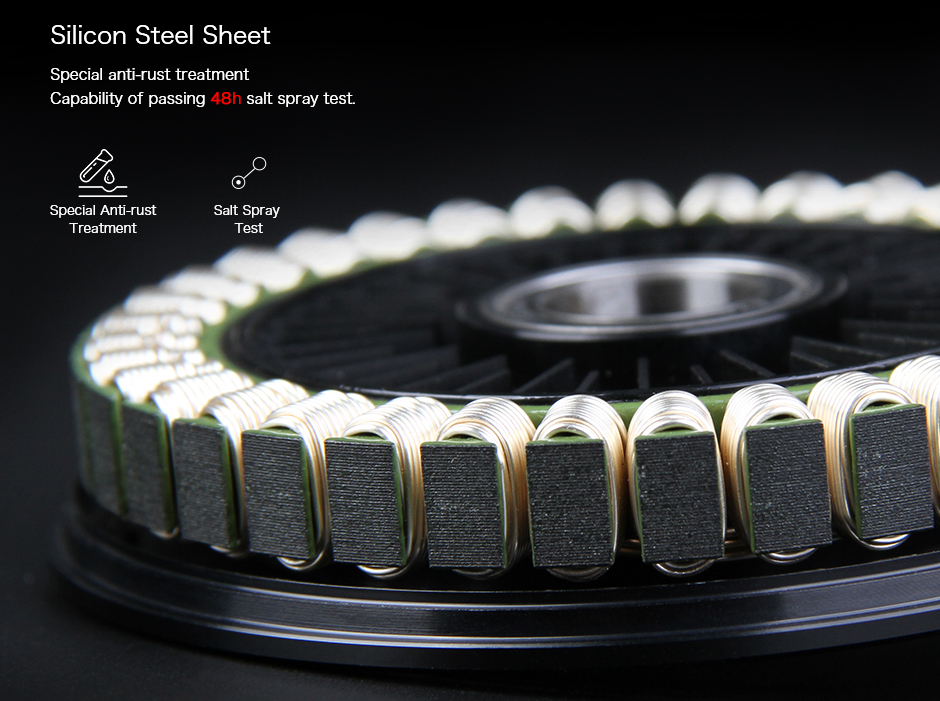 Silicon Steel Sheet
Special anti-rust treatment
Capability of passing 48h salt spray test.
Special Anti-rust
Treatment
Salt Spray
Test